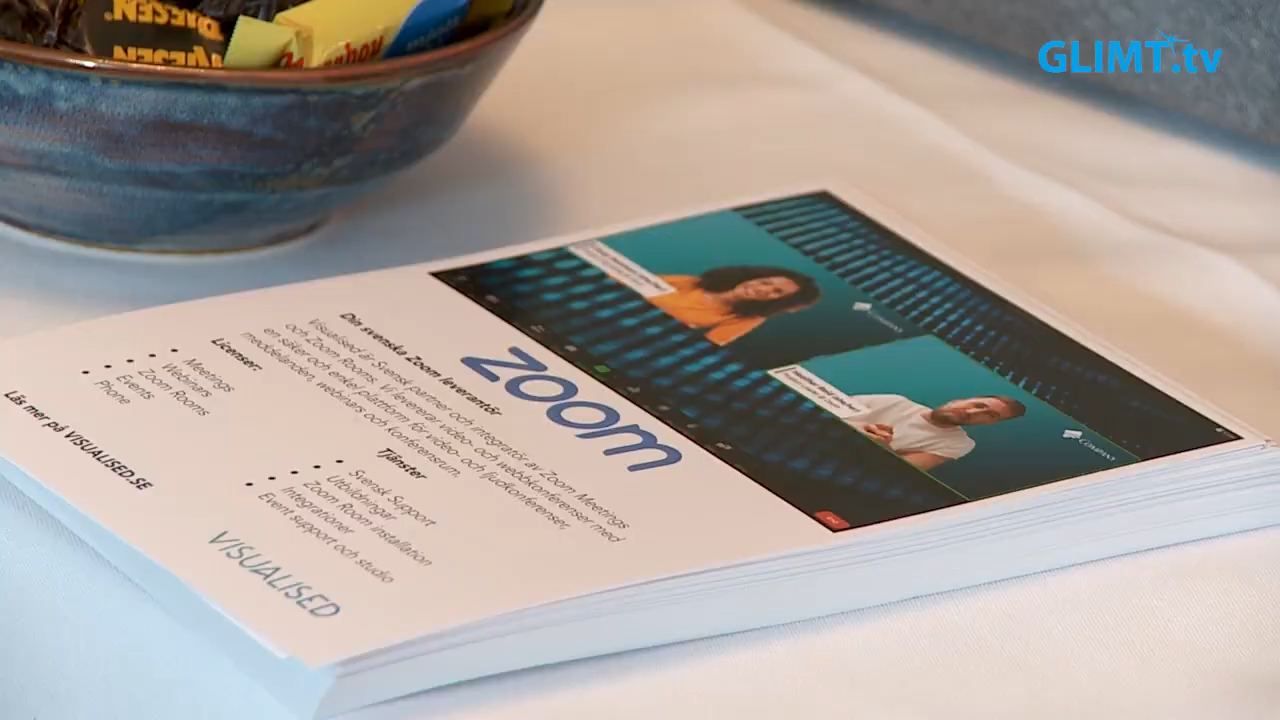 GLIMT.tv
RIESEN
zoom
Din svenska Zoom leverantör
Visualised är Svensk partner och integratör av Zoom Meetings
och Zoom Rooms. Vi levererar video- och webbkonferenser med
en säker och enkel plattform för video- och ljudkonferenser,
meddelanden, webinars och konferensrum.
Licenser:
• Meetings
• Webinars
• Zoom Rooms
• Events
• Phone
Tjänster
• Svensk Support
• Utbildningar
• Zoom Room installation
• Integrationer
• Event support och studio
Läs mer på VISUALISED.SE
VISUALISED